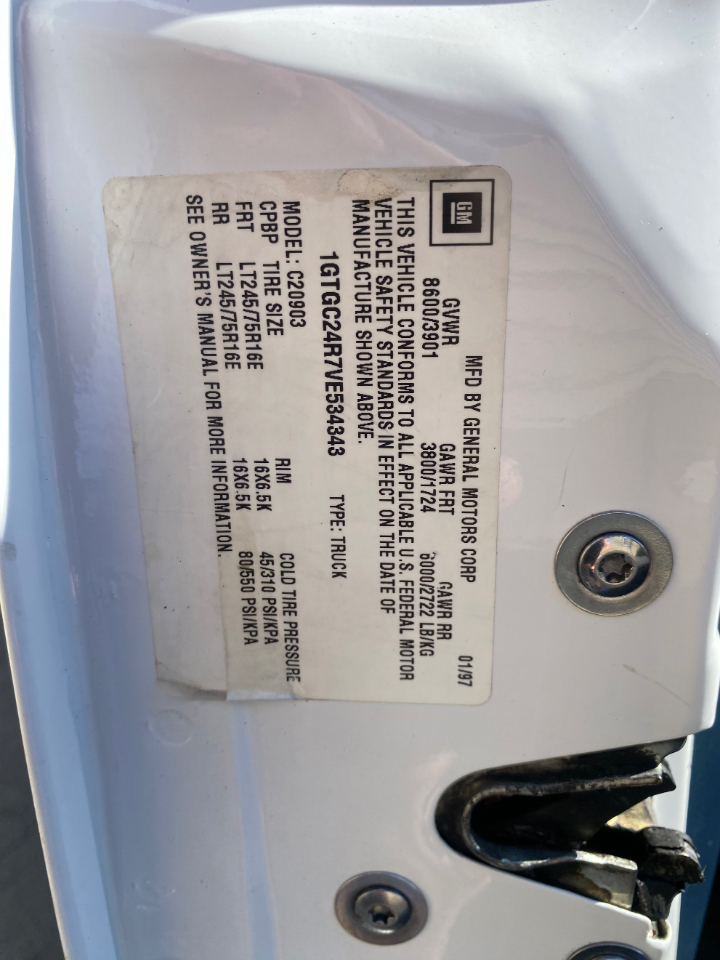 GM
MFD BY GENERAL MOTORS CORP 01/97
GVWR GAWR FRT GAWR RR
8600/3901 3800/1724 6000/2722 LB/KG
THIS VEHICLE CONFORMS TO ALL APPLICABLE U.S. FEDERAL MOTOR
VEHICLE SAFETY STANDARDS IN EFFECT ON THE DATE OF
MANUFACTURE SHOWN ABOVE.
1GTGC24R7VE534343 TYPE: TRUCK
MODEL: C20903
CPBP TIRE SIZE RIM COLD TIRE PRESSURE
FRT LT245/75R16E 16X6.5K 45/310 PSI/KPA
RR LT245/75R16E 16X6.5K 80/550 PSI/KPA
SEE OWNER'S MANUAL FOR MORE INFORMATION.